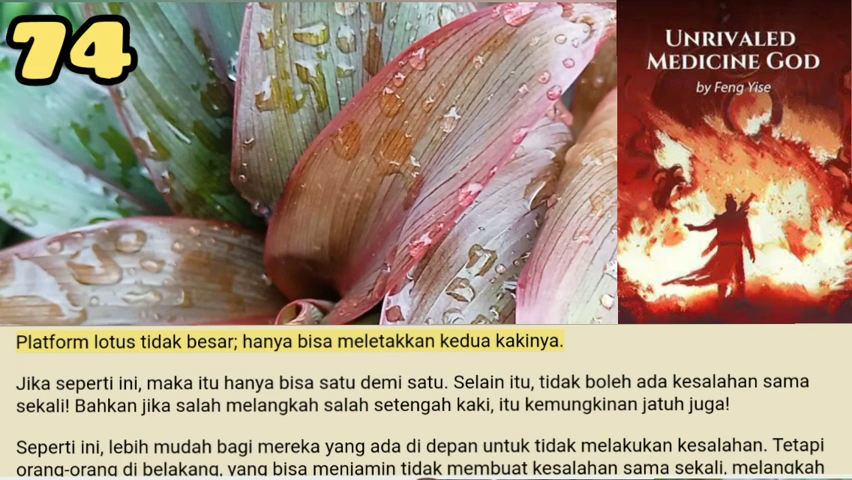 74
UNRIVALED
MEDICINE GOD
by Feng Yise
Platform lotus tidak besar; hanya bisa meletakkan kedua kakinya.
Jika seperti ini, maka itu hanya bisa satu demi satu. Selain itu, tidak boleh ada kesalahan sama
sekali! Bahkan jika salah melangkah salah setengah kaki, itu kemungkinan jatuh juga!
Seperti ini, lebih mudah bagi mereka yang ada di depan untuk tidak melakukan kesalahan. Tetapi
orang-orang di belakang, yang bisa menjamin tidak membuat kesalahan sama sekali, melangkah